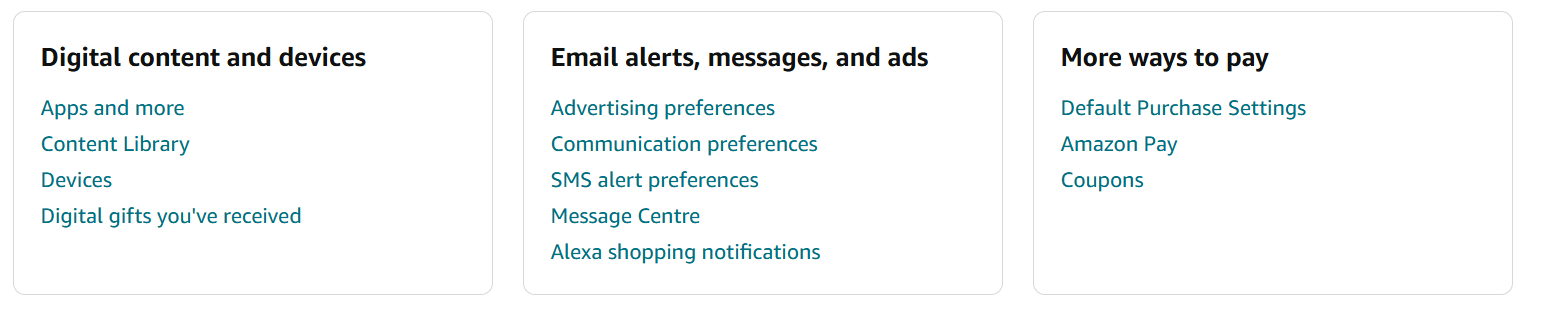 Digital content and devices
Apps and more
Content Library
Devices
Digital gifts you've received
Email alerts, messages, and ads
Advertising preferences
Communication preferences
SMS alert preferences
Message Centre
Alexa shopping notifications
More ways to pay
Default Purchase Settings
Amazon Pay
Coupons